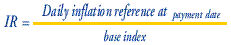 IR = Daily inflation reference at payment date
base index